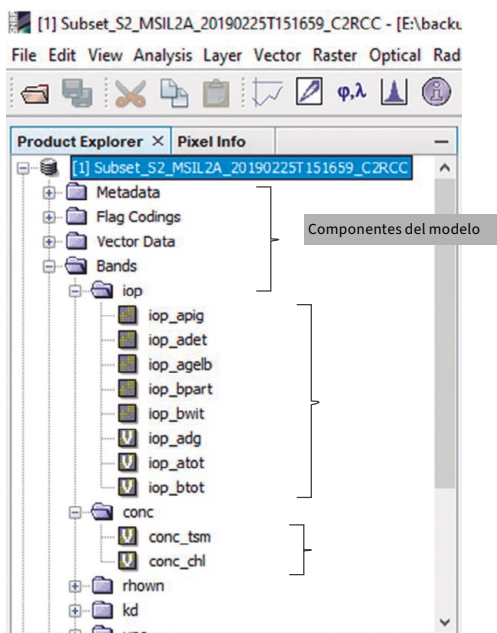 [1] Subset_S2_MSIL2A_20190225T151659_C2RCC - [E:\backu
File Edit View Analysis Layer Vector Raster Optical Rad
φ,λ
Product Explorer × Pixel Info
[1] Subset_S2_MSIL2A_20190225T151659_C2RCC
Metadata
Flag Codings
Componentes del modelo
Vector Data
Bands
iop
iop_apig
iop_adet
iop_agelb
iop_bpart
iop_bwit
iop_adg
iop_atot
iop_btot
conc
conc_tsm
conc_chl
rhown
kd